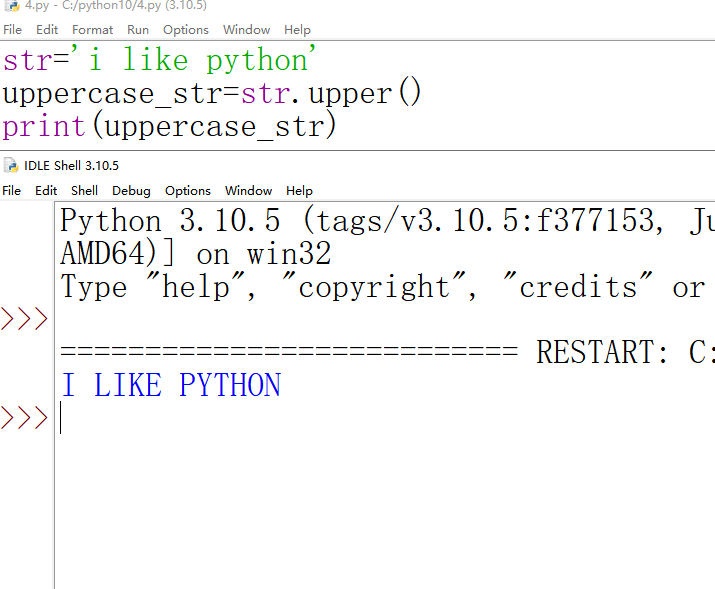 4.py - C:/python10/4.py (3.10.5)
File Edit Format Run Options Window Help
str='i like python'
uppercase_str=str.upper()
print(uppercase_str)
IDLE Shell 3.10.5
File Edit Shell Debug Options Window Help
Python 3.10.5 (tags/v3.10.5:f377153, Ju
AMD64)] on win32
Type "help", "copyright", "credits" or
>>>
=========================== RESTART: C:
I LIKE PYTHON
>>>